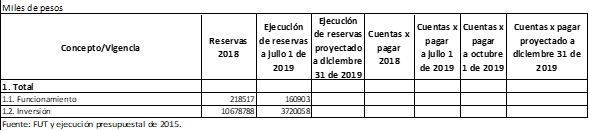 Miles de pesos
Concepto/Vigencia
Reservas 2018
Ejecución de reservas a julio 1 de 2019
Ejecución de reservas proyectado a diciembre 31 de 2019
Cuentas x pagar 2018
Cuentas x pagar a julio 1 de 2019
Cuentas x pagar a octubre 1 de 2019
Cuentas x pagar proyectado a diciembre 31 de 2019
1. Total
1.1. Funcionamiento 218517 160903
1.2. Inversión 10678788 3720058
Fuente: FUT y ejecución presupuestal de 2015.